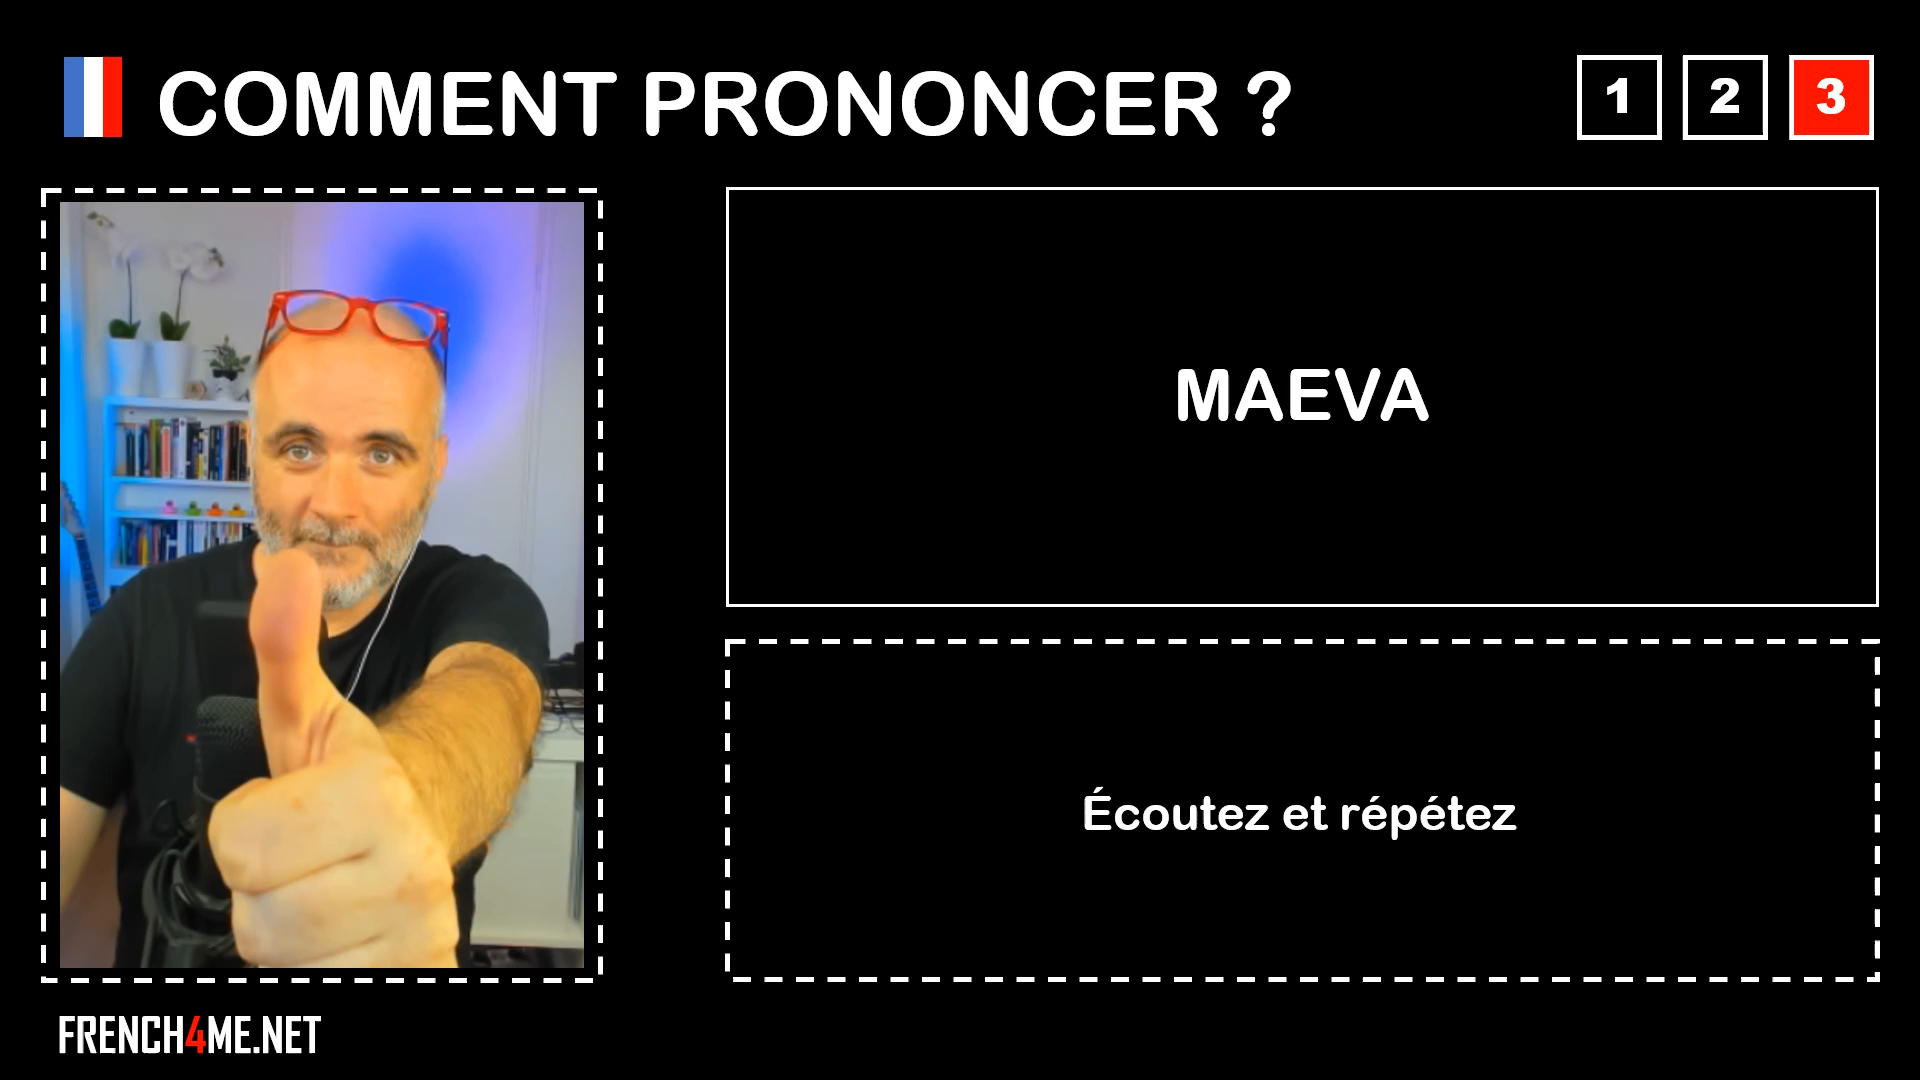 COMMENT PRONONCER ?
1 2 3
MAEVA
Écoutez et répétez
FRENCH4ME.NET